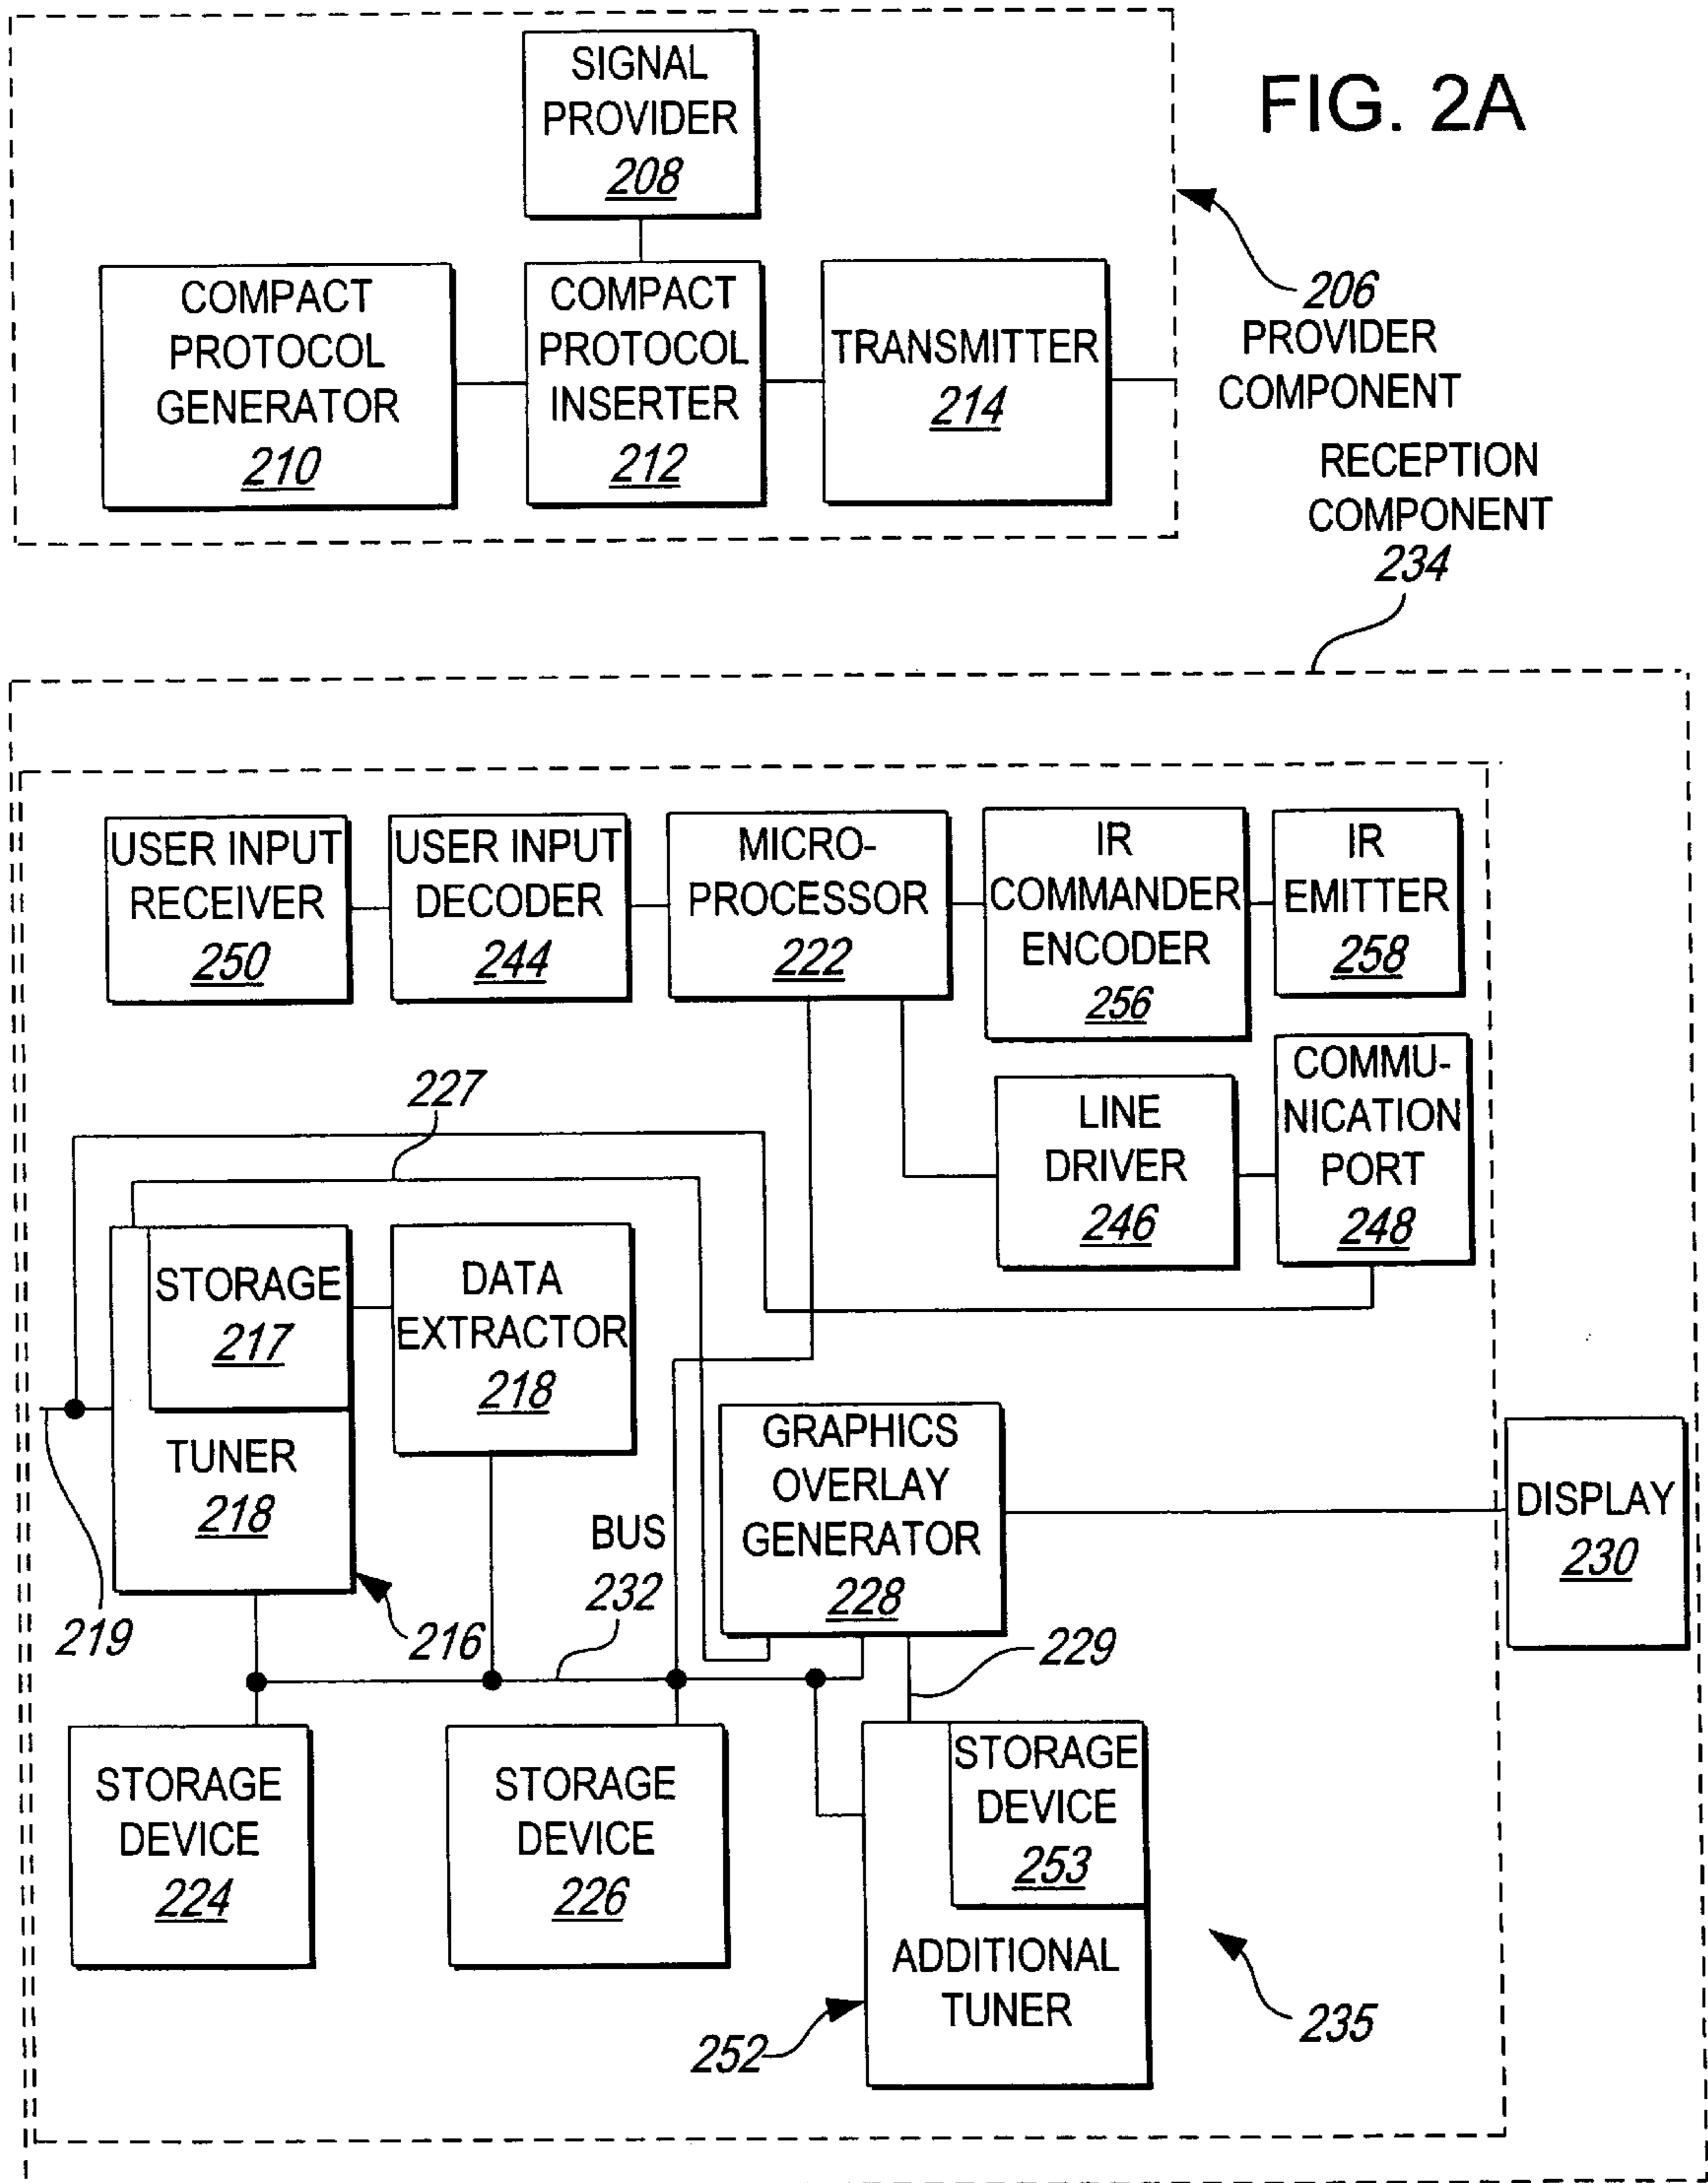 FIG. 2A
SIGNAL
PROVIDER
208
COMPACT
PROTOCOL
GENERATOR
210
COMPACT
PROTOCOL
INSERTER
212
TRANSMITTER
214
206
PROVIDER
COMPONENT
RECEPTION
COMPONENT
234
USER INPUT
RECEIVER
250
USER INPUT
DECODER
244
MICRO-
PROCESSOR
222
IR
COMMANDER
ENCODER
256
IR
EMITTER
258
227
LINE
DRIVER
246
COMMU-
NICATION
PORT
248
STORAGE
217
DATA
EXTRACTOR
218
TUNER
218
219
216
BUS
232
GRAPHICS
OVERLAY
GENERATOR
228
229
DISPLAY
230
STORAGE
DEVICE
224
STORAGE
DEVICE
226
STORAGE
DEVICE
253
ADDITIONAL
TUNER
252
235